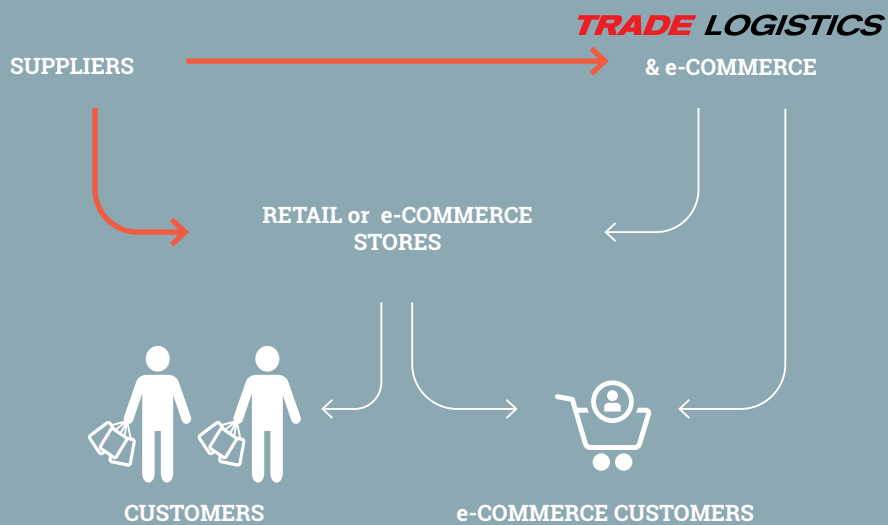 TRADE LOGISTICS
SUPPLIERS
& e-COMMERCE
RETAIL or e-COMMERCE
STORES
CUSTOMERS
e-COMMERCE CUSTOMERS